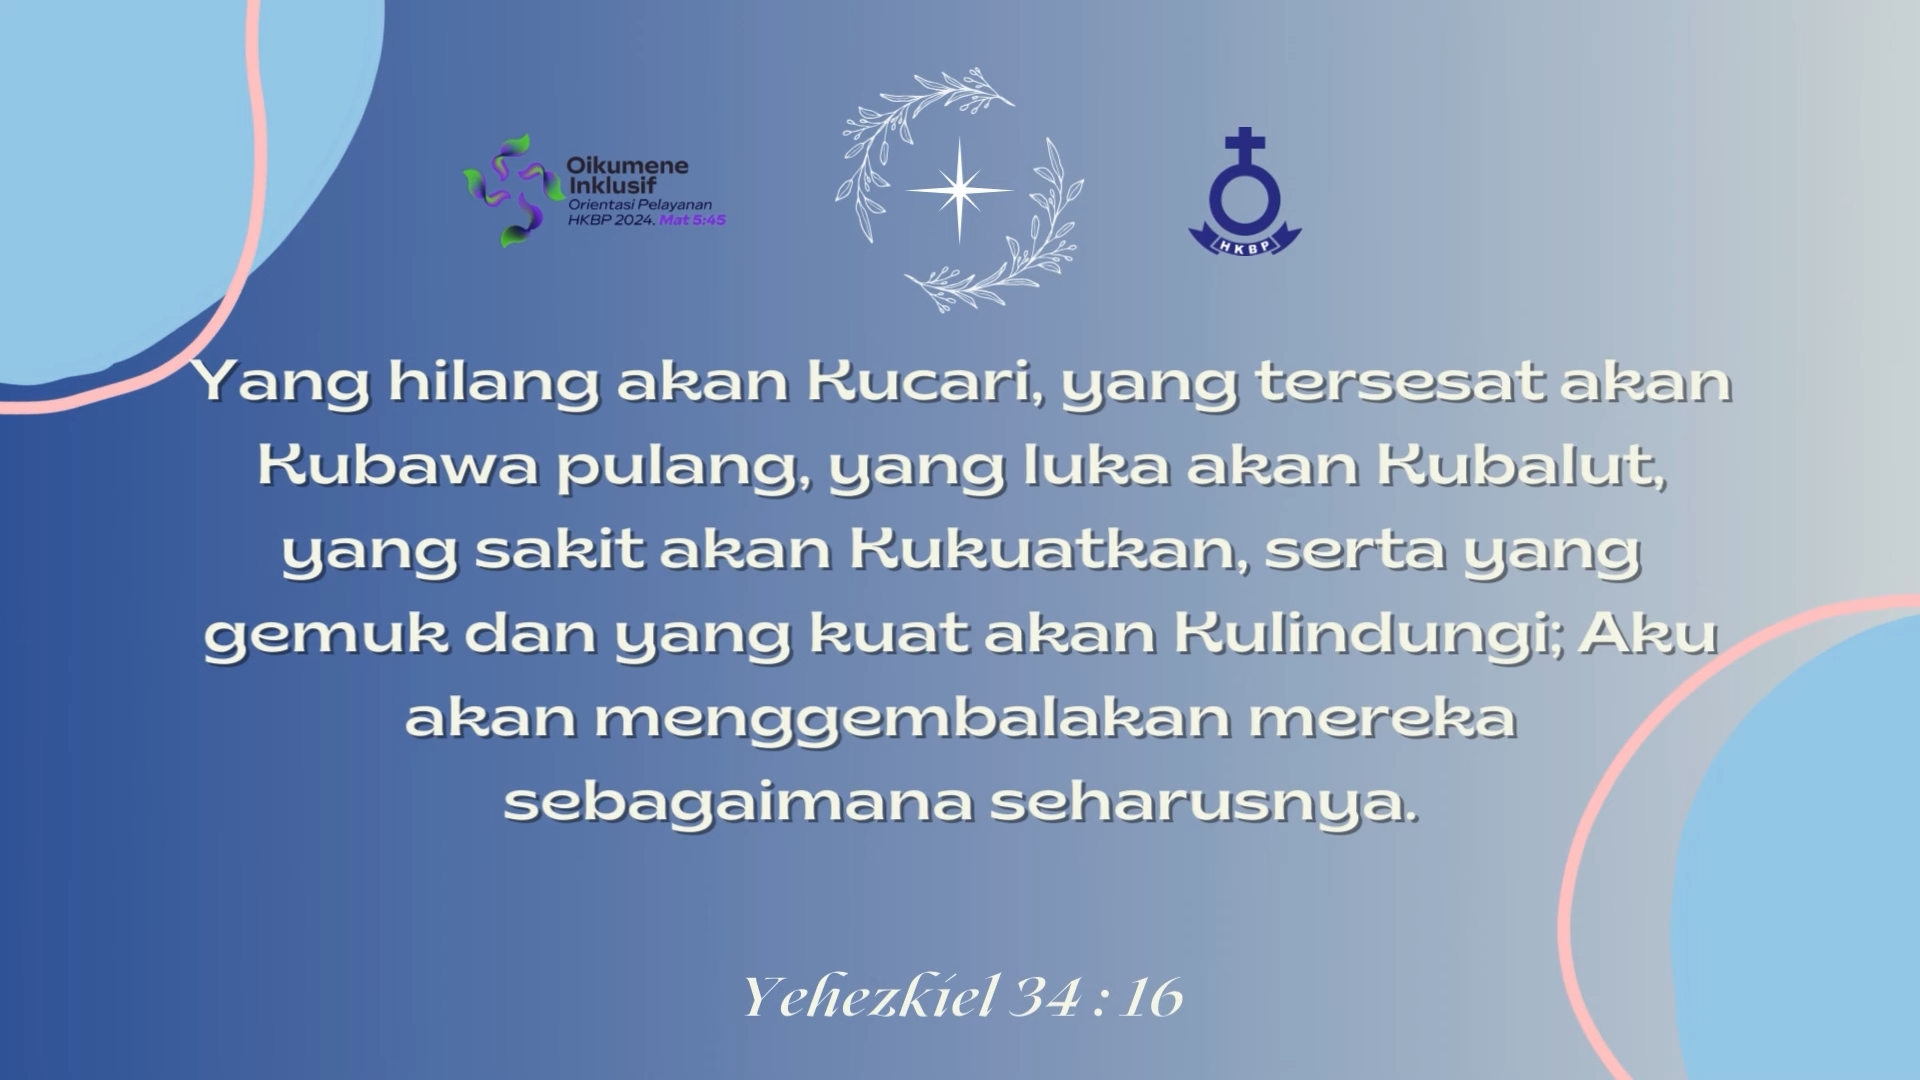 Oikumene
Inklusif
Orientasi Pelayanan
HKBP 2024. Mat 5:45
HKBP
Yang hilang akan Kucari, yang tersesat akan
Kubawa pulang, yang luka akan Kubalut,
yang sakit akan Kukuatkan, serta yang
gemuk dan yang kuat akan Kulindungi; Aku
akan menggembalakan mereka
sebagaimana seharusnya.
Yehezkiel 34 : 16